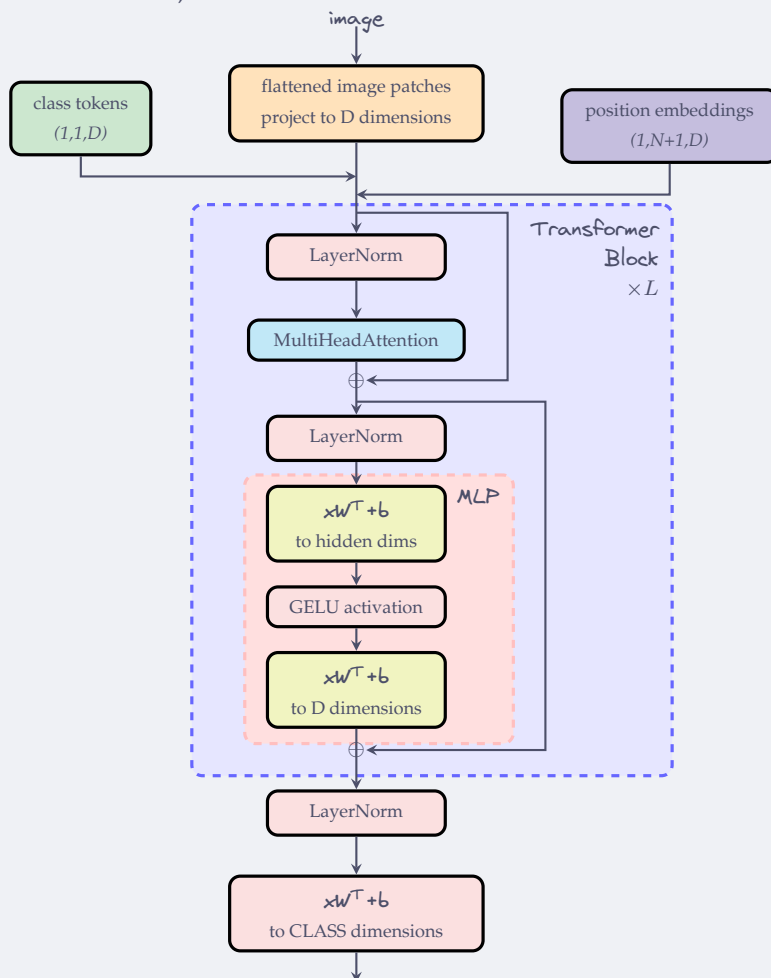 image
flattened image patches
project to D dimensions
class tokens
(1,1,D)
position embeddings
(1,N+1,D)
Transformer
Block
×L
LayerNorm
MultiHeadAttention
⊕
LayerNorm
MLP
xWᵀ+b
to hidden dims
GELU activation
xWᵀ+b
to D dimensions
⊕
LayerNorm
xWᵀ+b
to CLASS dimensions